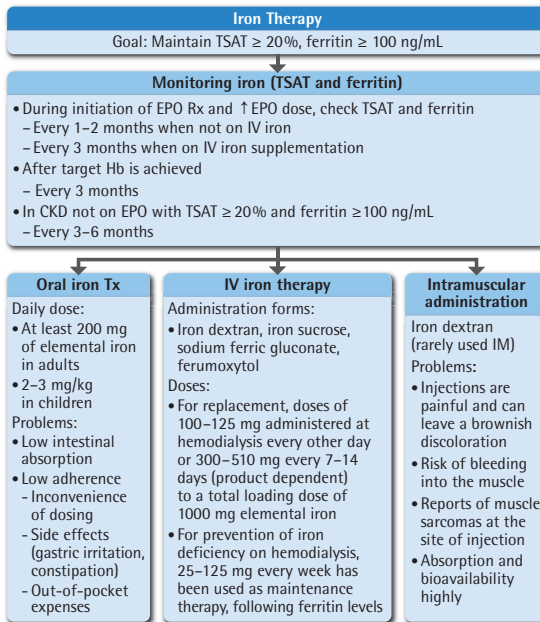 Iron Therapy
Goal: Maintain TSAT ≥ 20%, ferritin ≥ 100 ng/mL
Monitoring iron (TSAT and ferritin)
• During initiation of EPO Rx and ↑EPO dose, check TSAT and ferritin
– Every 1–2 months when not on IV iron
– Every 3 months when on IV iron supplementation
• After target Hb is achieved
– Every 3 months
• In CKD not on EPO with TSAT ≥ 20% and ferritin ≥100 ng/mL
– Every 3–6 months
Oral iron Tx
Daily dose:
• At least 200 mg
of elemental iron
in adults
• 2–3 mg/kg
in children
Problems:
• Low intestinal
absorption
• Low adherence
- Inconvenience
of dosing
- Side effects
(gastric irritation,
constipation)
- Out-of-pocket
expenses
IV iron therapy
Administration forms:
• Iron dextran, iron sucrose,
sodium ferric gluconate,
ferumoxytol
Doses:
• For replacement, doses of
100–125 mg administered at
hemodialysis every other day
or 300–510 mg every 7–14
days (product dependent)
to a total loading dose of
1000 mg elemental iron
• For prevention of iron
deficiency on hemodialysis,
25–125 mg every week has
been used as maintenance
therapy, following ferritin levels
Intramuscular
administration
Iron dextran
(rarely used IM)
Problems:
• Injections are
painful and can
leave a brownish
discoloration
• Risk of bleeding
into the muscle
• Reports of muscle
sarcomas at the
site of injection
• Absorption and
bioavailability
highly